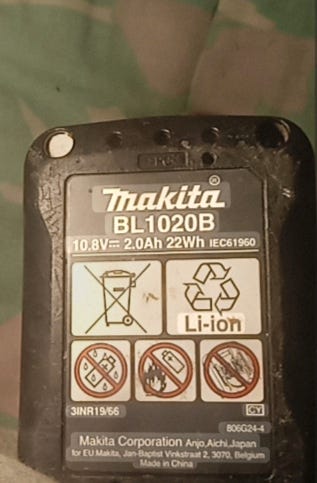 makita®
BL1020B
10.8V⎓ 2.0Ah 22Wh IEC61960
Li-ion
3INR19/66
CY
806G24-4
Makita Corporation Anjo,Aichi,Japan
for EU Makita, Jan-Baptist Vinkstraat 2, 3070, Belgium
Made in China